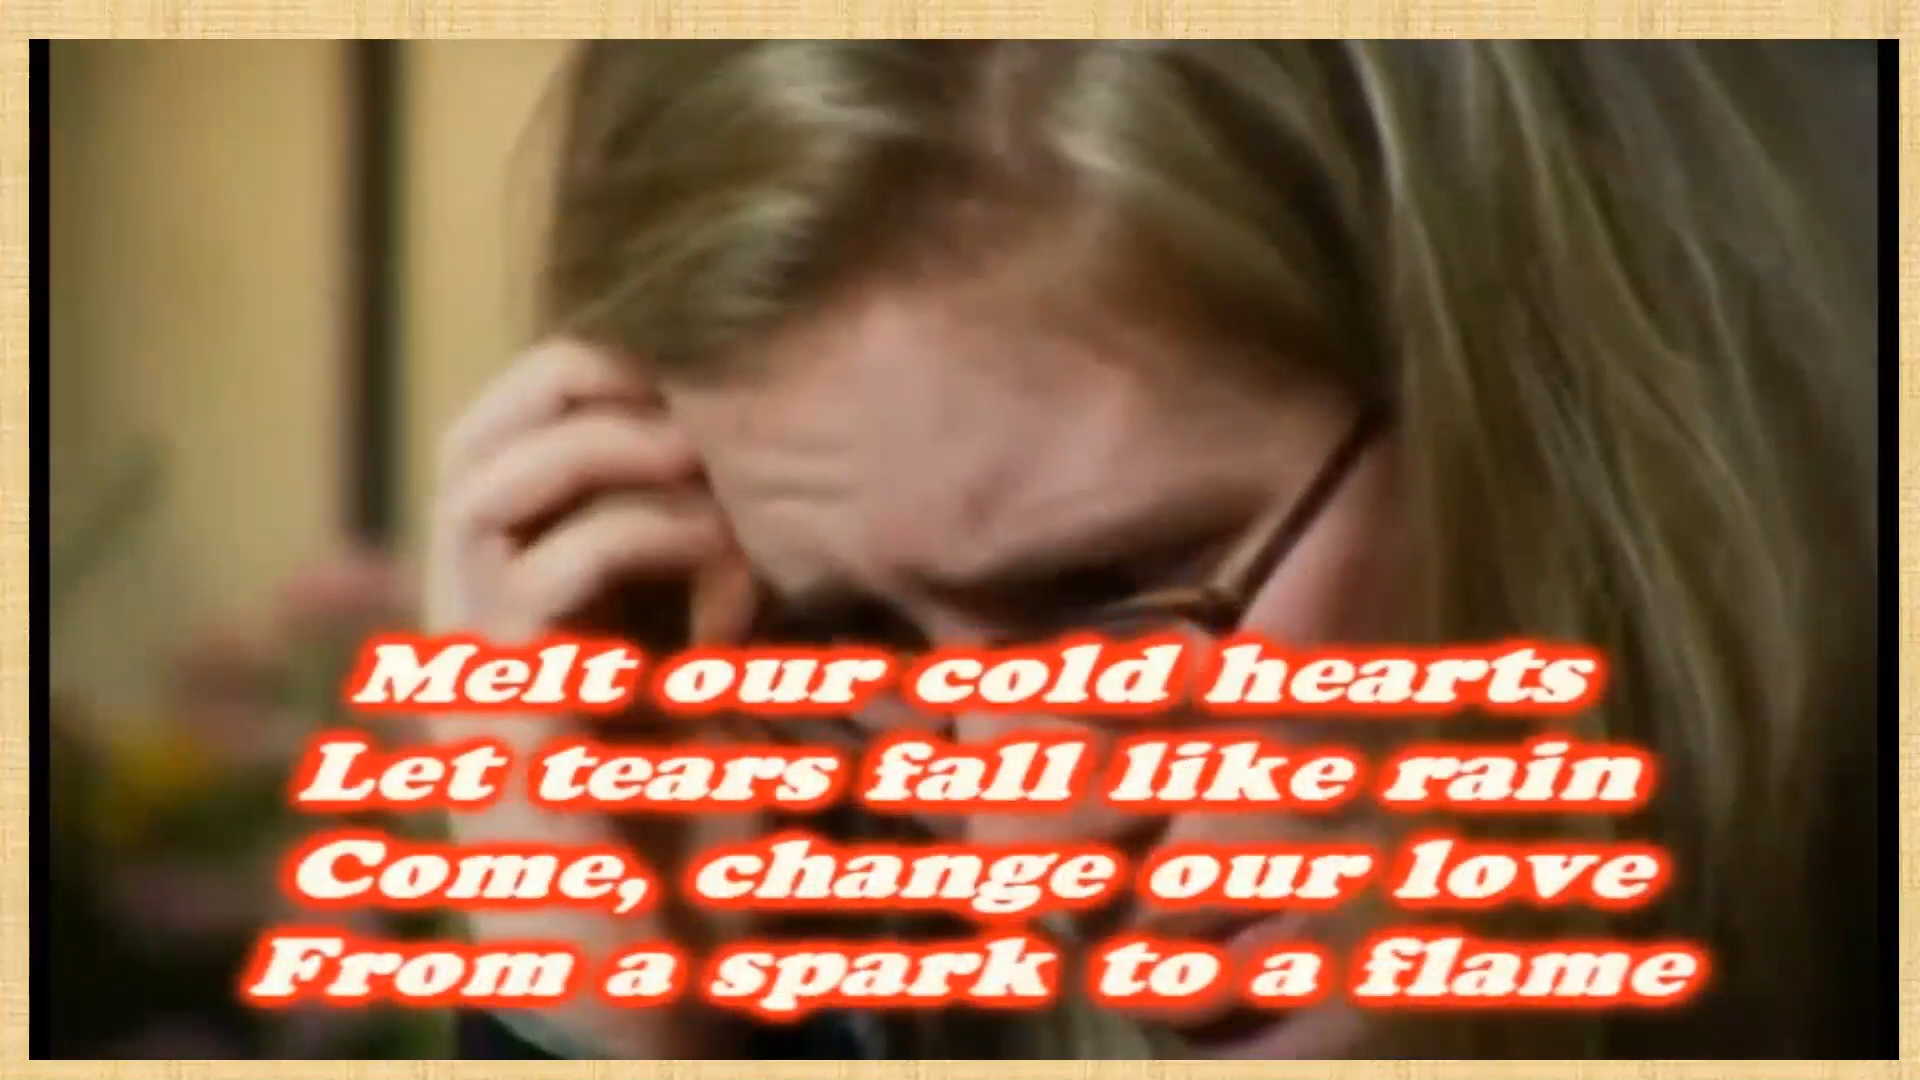 Melt our cold hearts
Let tears fall like rain
Come, change our love
From a spark to a flame